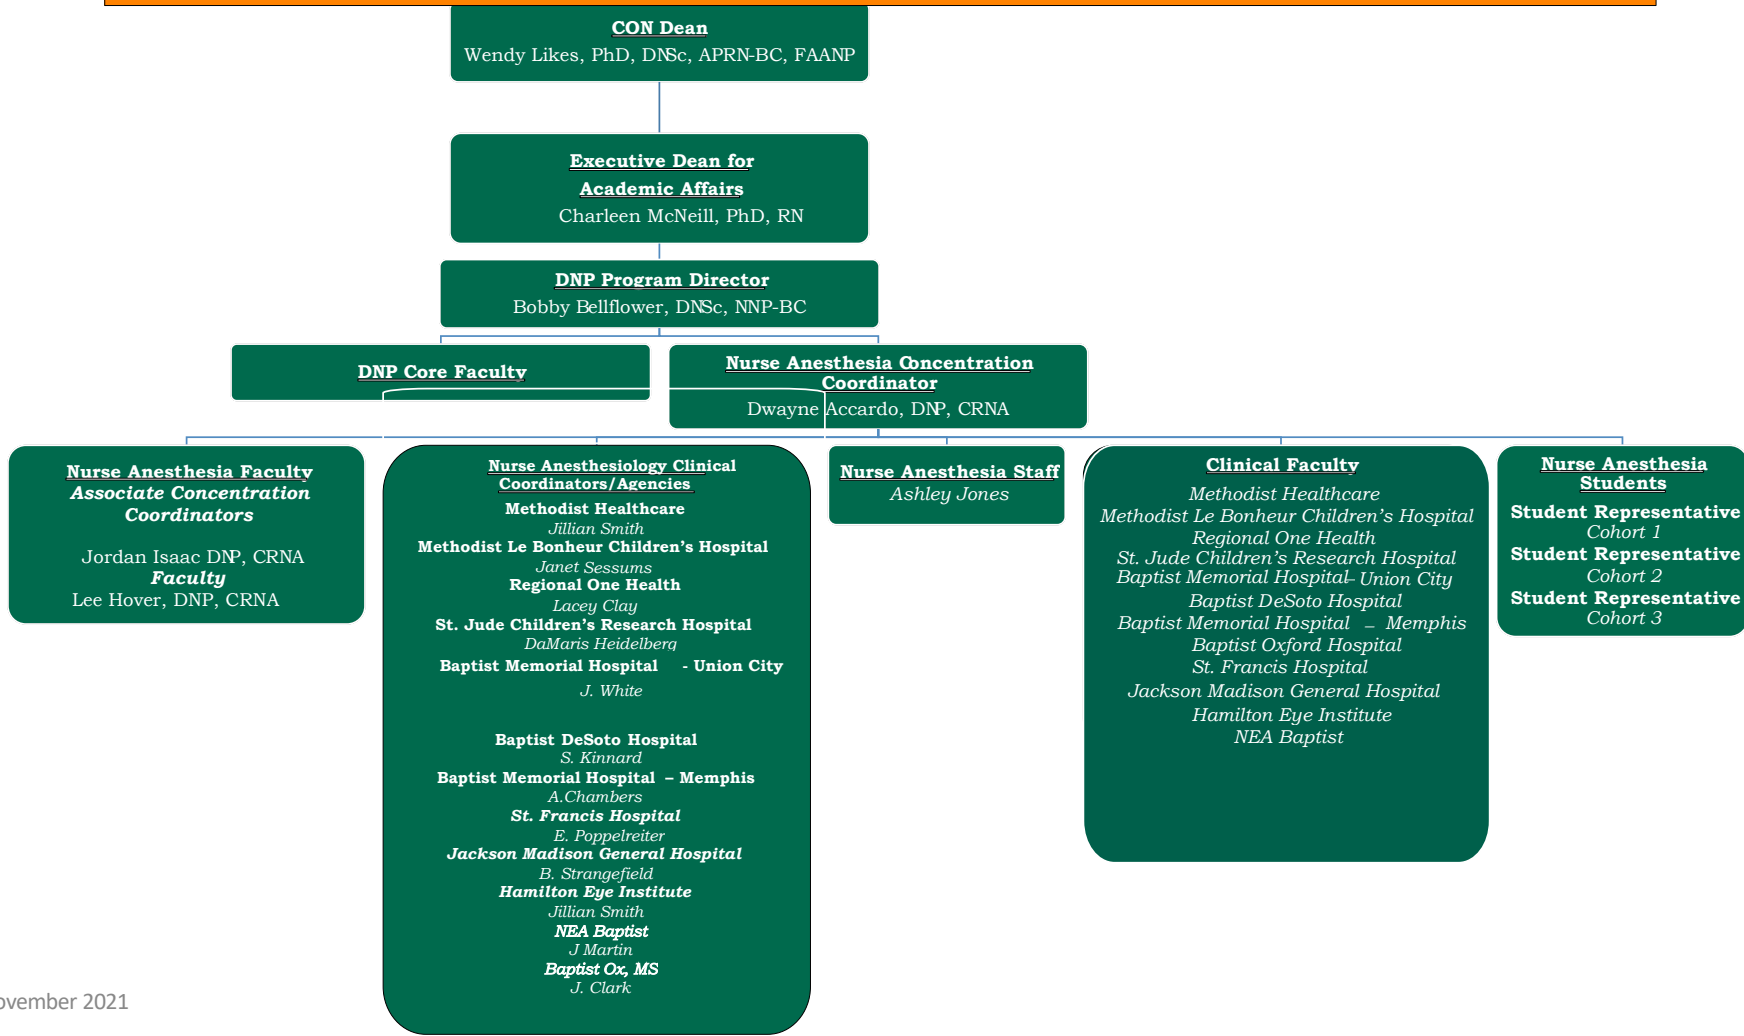 CON Dean
Wendy Likes, PhD, DNSc, APRN-BC, FAANP
Executive Dean for
Academic Affairs
Charleen McNeill, PhD, RN
DNP Program Director
Bobby Bellflower, DNSc, NNP-BC
DNP Core Faculty
Nurse Anesthesia Concentration
Coordinator
Dwayne Accardo, DNP, CRNA
Nurse Anesthesia Faculty
Associate Concentration
Coordinators
Jordan Isaac DNP, CRNA
Faculty
Lee Hover, DNP, CRNA
Nurse Anesthesiology Clinical
Coordinators/Agencies
Methodist Healthcare
Jillian Smith
Methodist Le Bonheur Children’s Hospital
Janet Sessums
Regional One Health
Lacey Clay
St. Jude Children’s Research Hospital
DaMaris Heidelberg
Baptist Memorial Hospital - Union City
J. White
Baptist DeSoto Hospital
S. Kinnard
Baptist Memorial Hospital – Memphis
A.Chambers
St. Francis Hospital
E. Poppelreiter
Jackson Madison General Hospital
B. Strangefield
Hamilton Eye Institute
Jillian Smith
NEA Baptist
J Martin
Baptist Ox, MS
J. Clark
Nurse Anesthesia Staff
Ashley Jones
Clinical Faculty
Methodist Healthcare
Methodist Le Bonheur Children’s Hospital
Regional One Health
St. Jude Children’s Research Hospital
Baptist Memorial Hospital – Union City
Baptist DeSoto Hospital
Baptist Memorial Hospital – Memphis
Baptist Oxford Hospital
St. Francis Hospital
Jackson Madison General Hospital
Hamilton Eye Institute
NEA Baptist
Nurse Anesthesia
Students
Student Representative
Cohort 1
Student Representative
Cohort 2
Student Representative
Cohort 3
ovember 2021